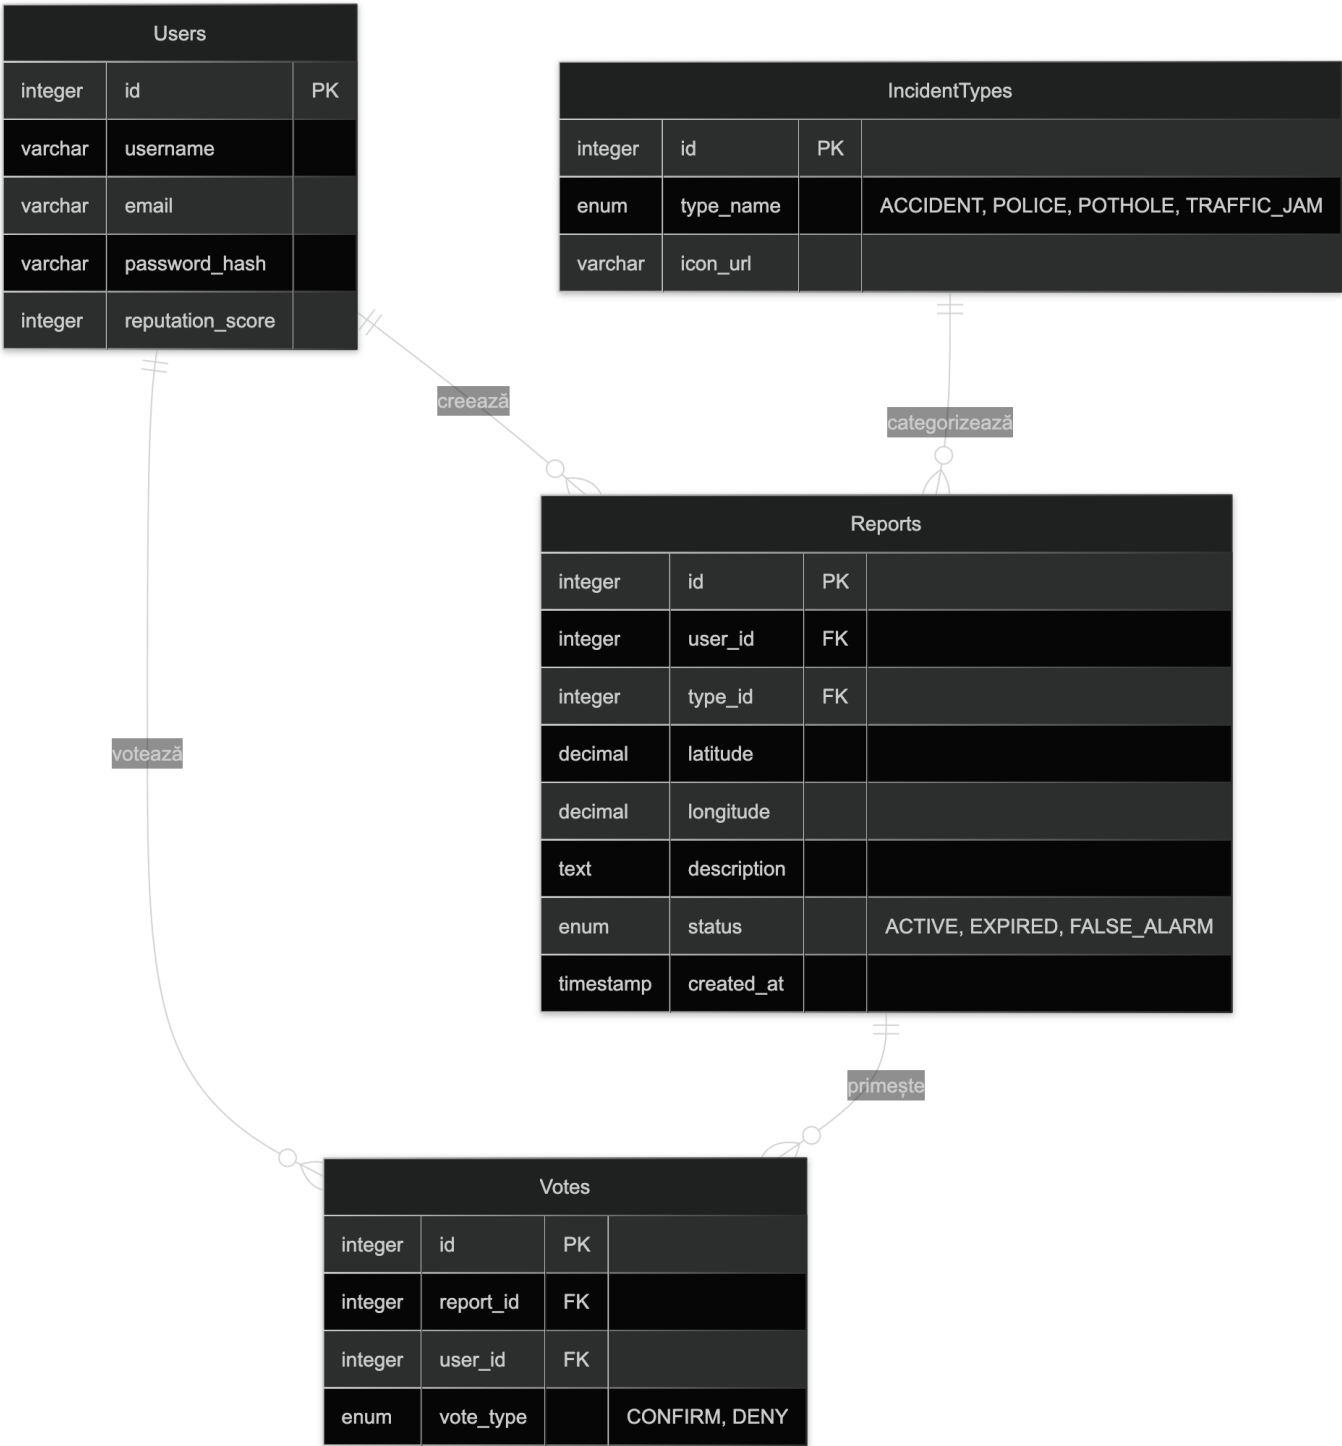 Users
integer id PK
varchar username
varchar email
varchar password_hash
integer reputation_score
IncidentTypes
integer id PK
enum type_name ACCIDENT, POLICE, POTHOLE, TRAFFIC_JAM
varchar icon_url
creează
categorizează
Reports
integer id PK
integer user_id FK
integer type_id FK
decimal latitude
decimal longitude
text description
enum status ACTIVE, EXPIRED, FALSE_ALARM
timestamp created_at
votează
primește
Votes
integer id PK
integer report_id FK
integer user_id FK
enum vote_type CONFIRM, DENY